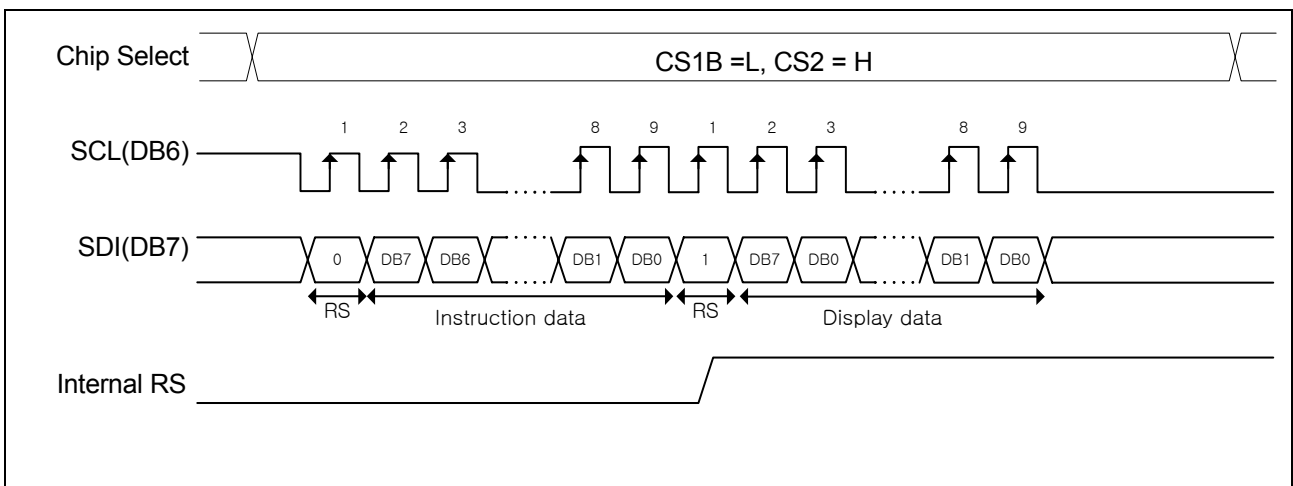 Chip Select
CS1B =L, CS2 = H
1 2 3 8 9 1 2 3 8 9
SCL(DB6)
SDI(DB7)
0 DB7 DB6 DB1 DB0 1 DB7 DB0 DB1 DB0
RS Instruction data RS Display data
Internal RS